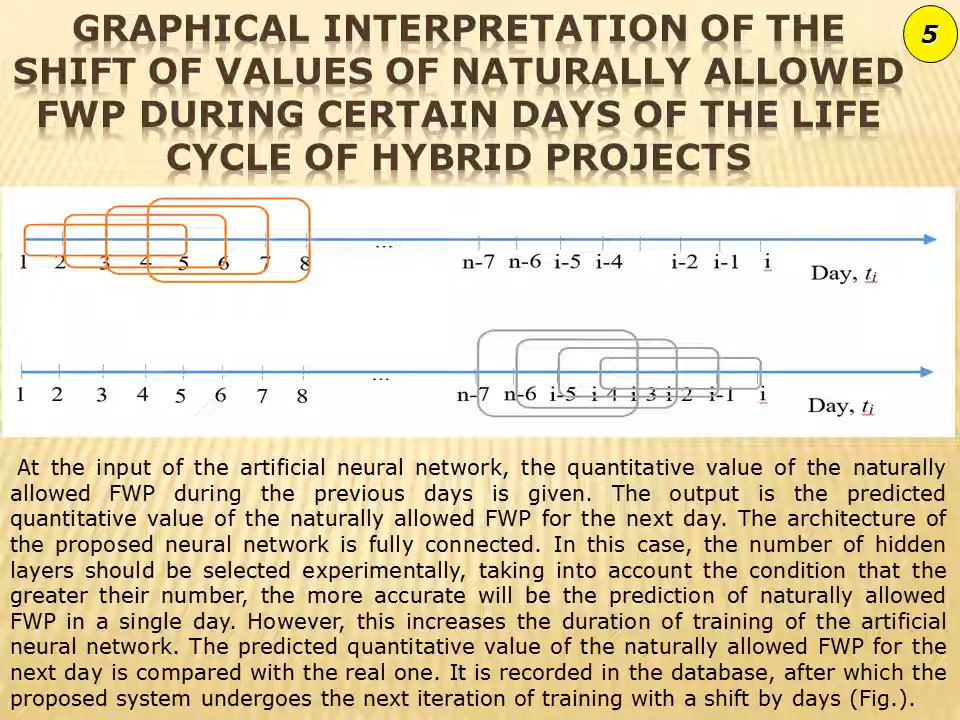 GRAPHICAL INTERPRETATION OF THE
SHIFT OF VALUES OF NATURALLY ALLOWED
FWP DURING CERTAIN DAYS OF THE LIFE
CYCLE OF HYBRID PROJECTS
5
...
1 2 3 4 5 6 7 8 n-7 n-6 i-5 i-4 i-2 i-1 i
Day, ti
...
1 2 3 4 5 6 7 8 n-7 n-6 i-5 i-4 i-3 i-2 i-1 i
Day, ti
At the input of the artificial neural network, the quantitative value of the naturally
allowed FWP during the previous days is given. The output is the predicted
quantitative value of the naturally allowed FWP for the next day. The architecture of
the proposed neural network is fully connected. In this case, the number of hidden
layers should be selected experimentally, taking into account the condition that the
greater their number, the more accurate will be the prediction of naturally allowed
FWP in a single day. However, this increases the duration of training of the artificial
neural network. The predicted quantitative value of the naturally allowed FWP for the
next day is compared with the real one. It is recorded in the database, after which the
proposed system undergoes the next iteration of training with a shift by days (Fig.).